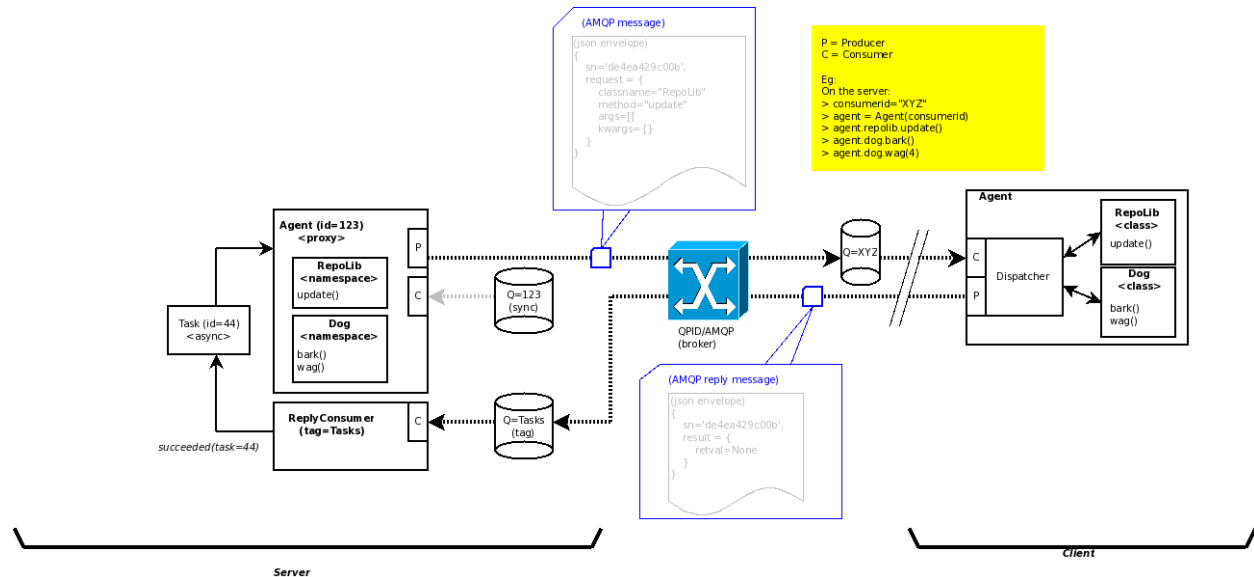 (AMQP message)
(json envelope)
{
sn='de4ea429c00b',
request = {
classname="RepoLib"
method="update"
args=[]
kwargs={}
}
}
P = Producer
C = Consumer
Eg:
On the server:
> consumerid="XYZ"
> agent = Agent(consumerid)
> agent.repolib.update()
> agent.dog.bark()
> agent.dog.wag(4)
Agent (id=123)
<proxy>
P
C
RepoLib
<namespace>
update()
Dog
<namespace>
bark()
wag()
Task (id=44)
<async>
Q=123
(sync)
QPID/AMQP
(broker)
Q=XYZ
Agent
C
P
Dispatcher
RepoLib
<class>
update()
Dog
<class>
bark()
wag()
ReplyConsumer
(tag=Tasks)
C
succeeded(task=44)
Q=Tasks
(tag)
(AMQP reply message)
(json envelope)
{
sn='de4ea429c00b',
result = {
retval=None
}
}
Server
Client